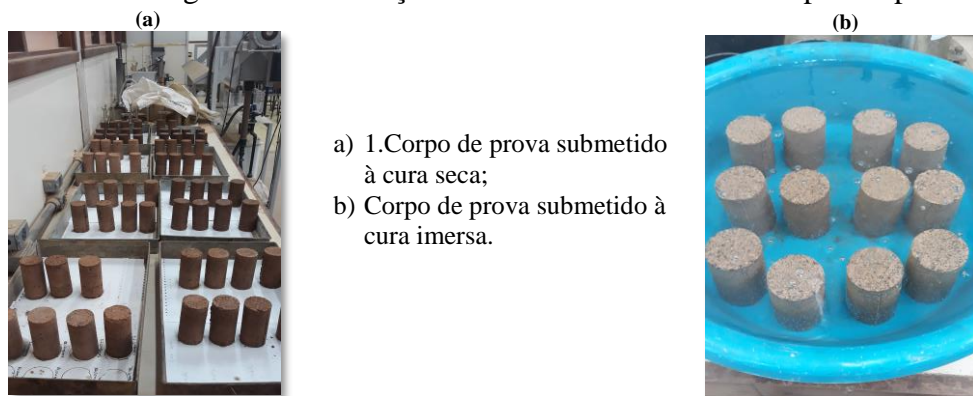 (a)
(b)
a) 1.Corpo de prova submetido
à cura seca;
b) Corpo de prova submetido à
cura imersa.